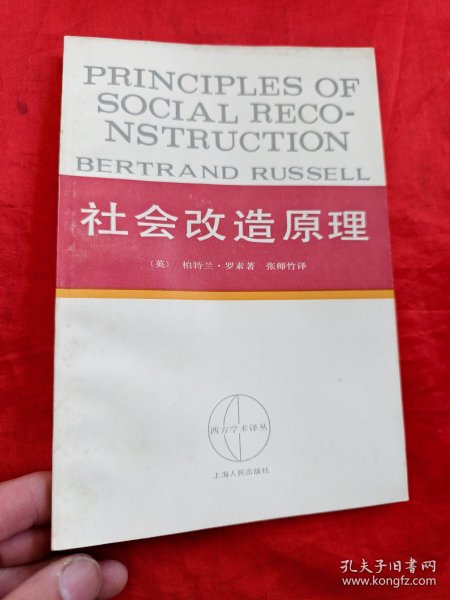 PRINCIPLES OF
SOCIAL RECO-
NSTRUCTION
BERTRAND RUSSELL
社会改造原理
〔英〕 柏特兰·罗素著 张师竹译
西方学术译丛
上海人民出版社
孔夫子旧书网
www.kongfz.com